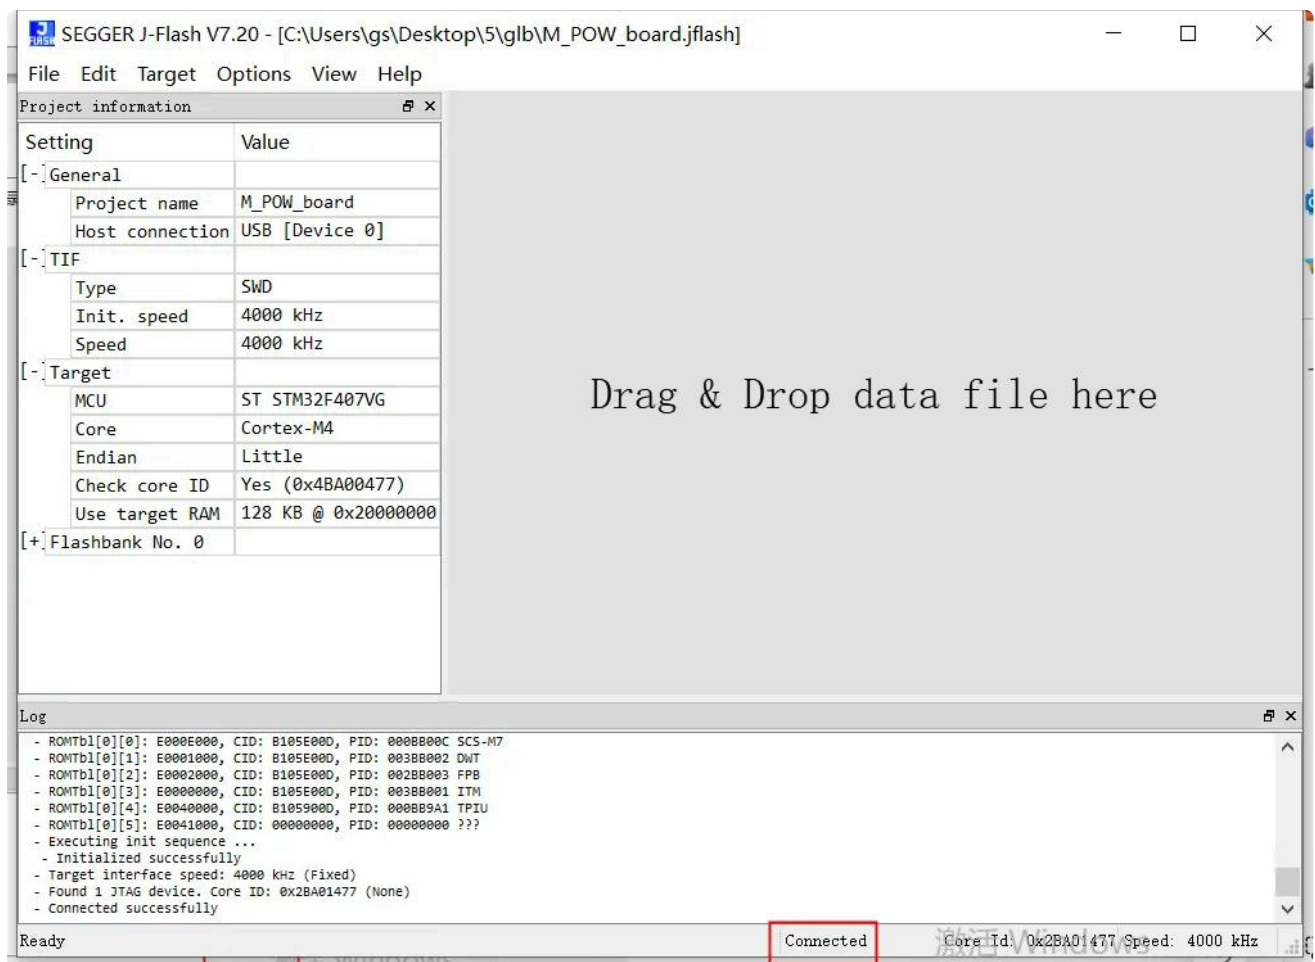 SEGGER J-Flash V7.20 - [C:\Users\gs\Desktop\5\glb\M_POW_board.jflash]
File Edit Target Options View Help
Project information
Setting Value
[-] General
Project name M_POW_board
Host connection USB [Device 0]
[-] TIF
Type SWD
Init. speed 4000 kHz
Speed 4000 kHz
[-] Target
MCU ST STM32F407VG
Core Cortex-M4
Endian Little
Check core ID Yes (0x4BA00477)
Use target RAM 128 KB @ 0x20000000
[+] Flashbank No. 0
Drag & Drop data file here
Log
- ROMTbl[0][0]: E000E000, CID: B105E00D, PID: 000BB00C SCS-M7
- ROMTbl[0][1]: E0001000, CID: B105E00D, PID: 003BB002 DWT
- ROMTbl[0][2]: E0002000, CID: B105E00D, PID: 002BB003 FPB
- ROMTbl[0][3]: E0000000, CID: B105E00D, PID: 003BB001 ITM
- ROMTbl[0][4]: E0040000, CID: B105900D, PID: 000BB9A1 TPIU
- ROMTbl[0][5]: E0041000, CID: 00000000, PID: 00000000 ???
- Executing init sequence ...
- Initialized successfully
- Target interface speed: 4000 kHz (Fixed)
- Found 1 JTAG device. Core ID: 0x2BA01477 (None)
- Connected successfully
Ready Connected Core Id: 0x2BA01477 Speed: 4000 kHz
激活 Windows